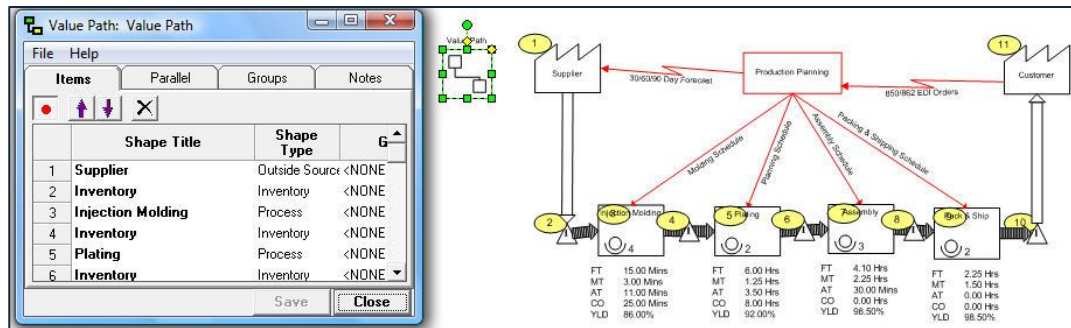 Value Path: Value Path
File Help
Items Parallel Groups Notes
Shape Title Shape Type G
1 Supplier Outside Source <NONE
2 Inventory Inventory <NONE
3 Injection Molding Process <NONE
4 Inventory Inventory <NONE
5 Plating Process <NONE
6 Inventory Inventory <NONE
Save Close
Value Path
1
Supplier
30/60/90 Day Forecast
Production Planning
850/862 EDI Orders
11
Customer
Molding Schedule
Planning Schedule
Assembly Schedule
Packing & Shipping Schedule
2
I
3
Injection Molding
4
4
I
5
Plating
2
6
I
7
Assembly
3
8
I
9
Pack & Ship
2
10
I
FT 15.00 Mins
MT 3.00 Mins
AT 11.00 Mins
CO 25.00 Mins
YLD 86.00%
FT 6.00 Hrs
MT 1.25 Hrs
AT 3.50 Hrs
CO 8.00 Hrs
YLD 92.00%
FT 4.10 Hrs
MT 2.25 Hrs
AT 30.00 Mins
CO 0.00 Hrs
YLD 96.50%
FT 2.25 Hrs
MT 1.50 Hrs
AT 0.00 Hrs
CO 0.00 Hrs
YLD 98.50%